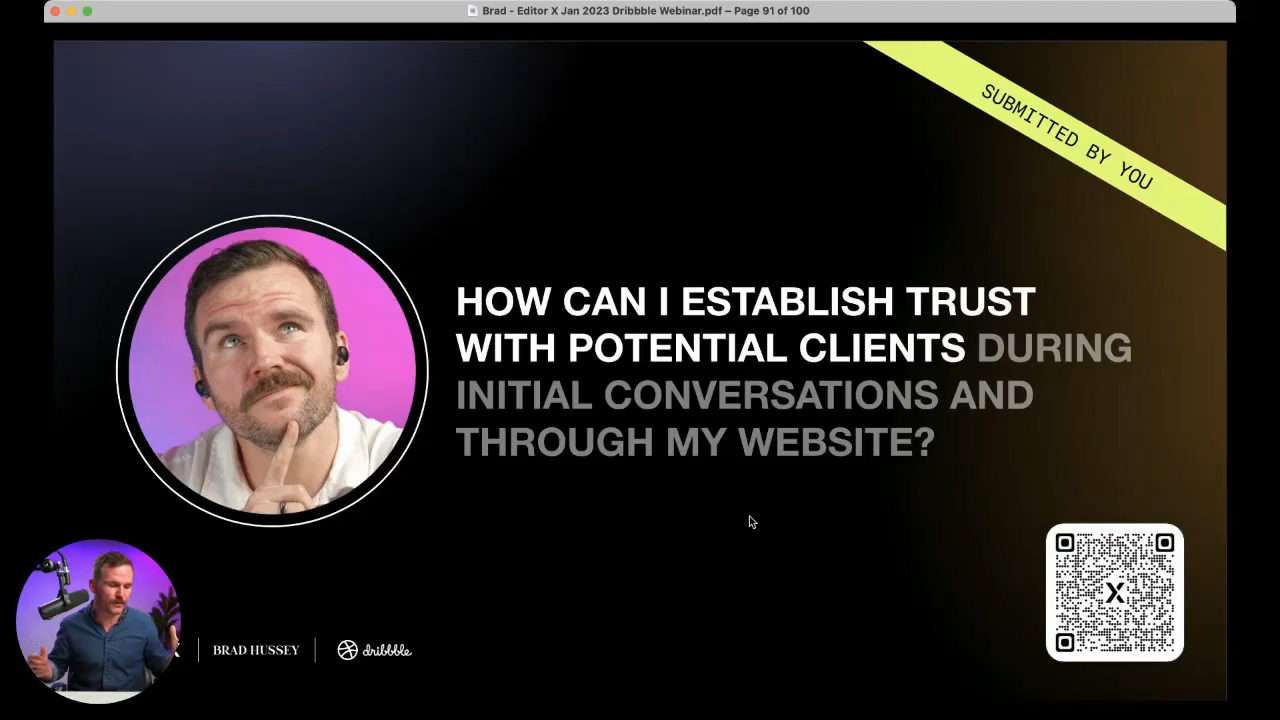 Brad - Editor X Jan 2023 Dribbble Webinar.pdf – Page 91 of 100
SUBMITTED BY YOU
HOW CAN I ESTABLISH TRUST
WITH POTENTIAL CLIENTS DURING
INITIAL CONVERSATIONS AND
THROUGH MY WEBSITE?
X
BRAD HUSSEY
dribbble